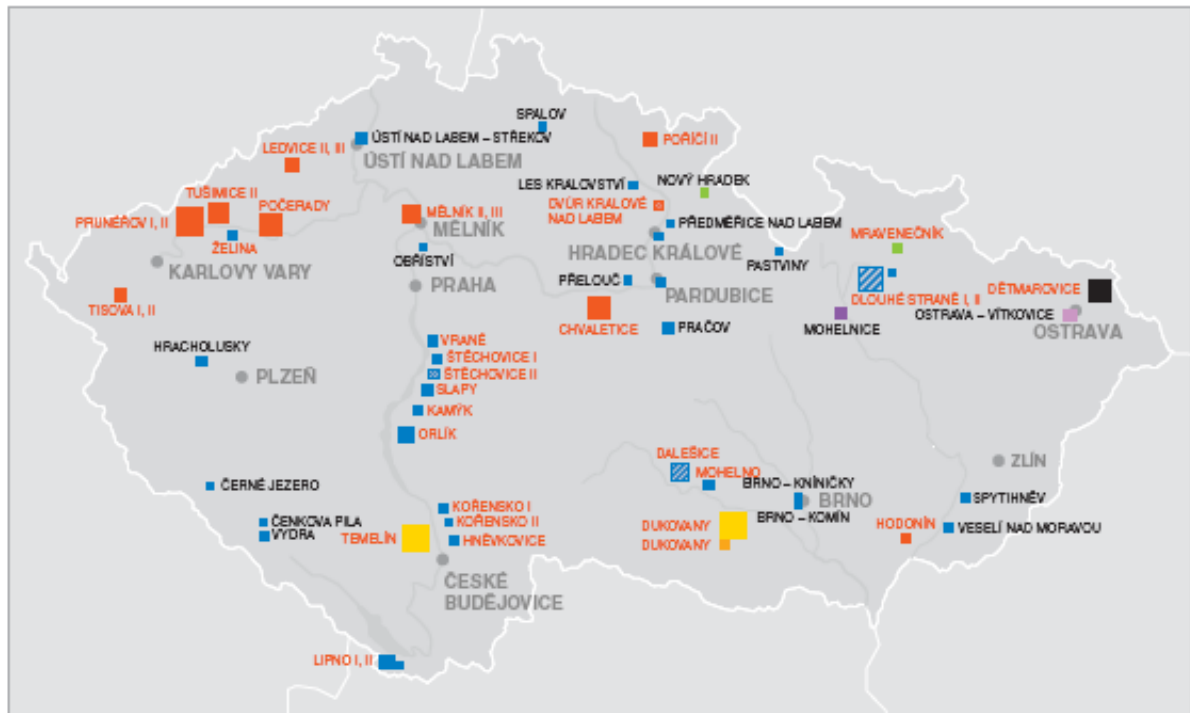 SPALOV
ÚSTÍ NAD LABEM – STŘEKOV
POŘÍČÍ II
LEDVICE II, III
ÚSTÍ NAD LABEM
TUŠIMICE II
LES KRALOVSTVÍ
NOVÝ HRADEK
POČERADY
MĚLNÍK II, III
DVŮR KRALOVÉ
NAD LABEM
PRUNÉŘOV I, II
MĚLNÍK
PŘEDMĚŘICE NAD LABEM
MRAVENEČNÍK
ŽELINA
HRADEC KRÁLOVÉ
OBŘÍSTVÍ
PASTVINY
KARLOVY VARY
PRAHA
PŘELOUČ
PARDUBICE
DLOUHÉ STRANĚ I, II
DĚTMAROVICE
TISOVA I, II
CHVALETICE
PRAČOV
MOHELNICE
OSTRAVA – VÍTKOVICE
OSTRAVA
VRANÉ
HRACHOLUSKY
ŠTĚCHOVICE I
ŠTĚCHOVICE II
PLZEŇ
SLAPY
KAMÝK
ORLÍK
DALEŠICE
ZLÍN
MOHELNO
ČERNÉ JEZERO
BRNO – KNÍNIČKY
BRNO
SPYTIHNĚV
KOŘENSKO I
BRNO – KOMÍN
ČENKOVA PILA
KOŘENSKO II
VYDRA
TEMELÍN
HNĚVKOVICE
DUKOVANY
HODONÍN
VESELÍ NAD MORAVOU
DUKOVANY
ČESKÉ
BUDĚJOVICE
LIPNO I, II